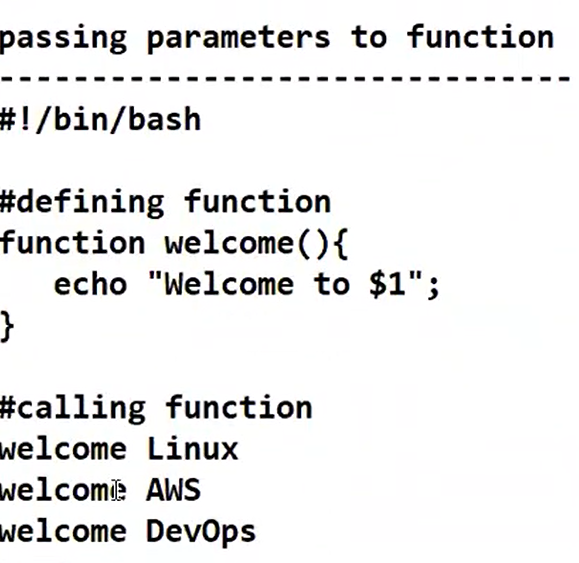 passing parameters to function
-------------------------------
#!/bin/bash
#defining function
function welcome(){
   echo "Welcome to $1";
}
#calling function
welcome Linux
welcome AWS
welcome DevOps